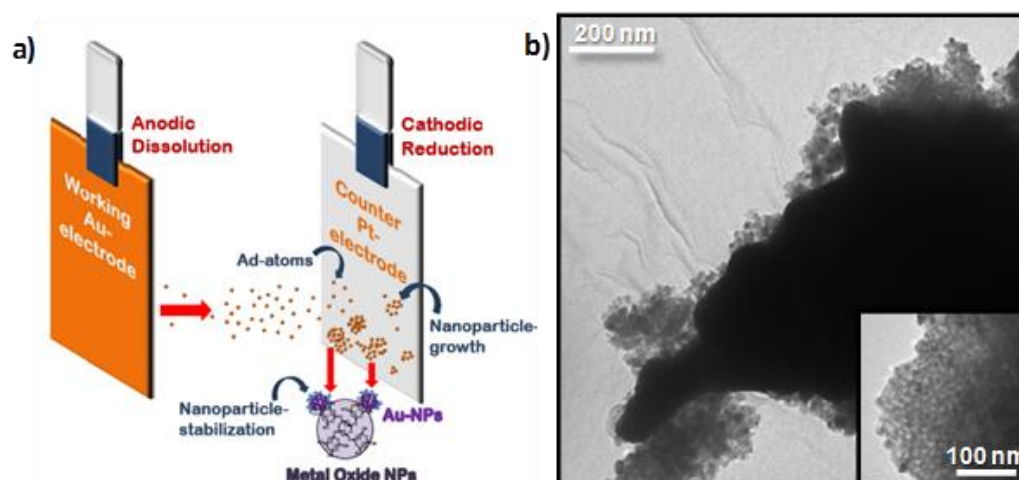 a)
Anodic
Dissolution
Working
Au-
electrode
Cathodic
Reduction
Counter
Pt-
electrode
Ad-atoms
Nanoparticle-
growth
Nanoparticle-
stabilization
Au-NPs
Metal Oxide NPs
b)
200 nm
100 nm